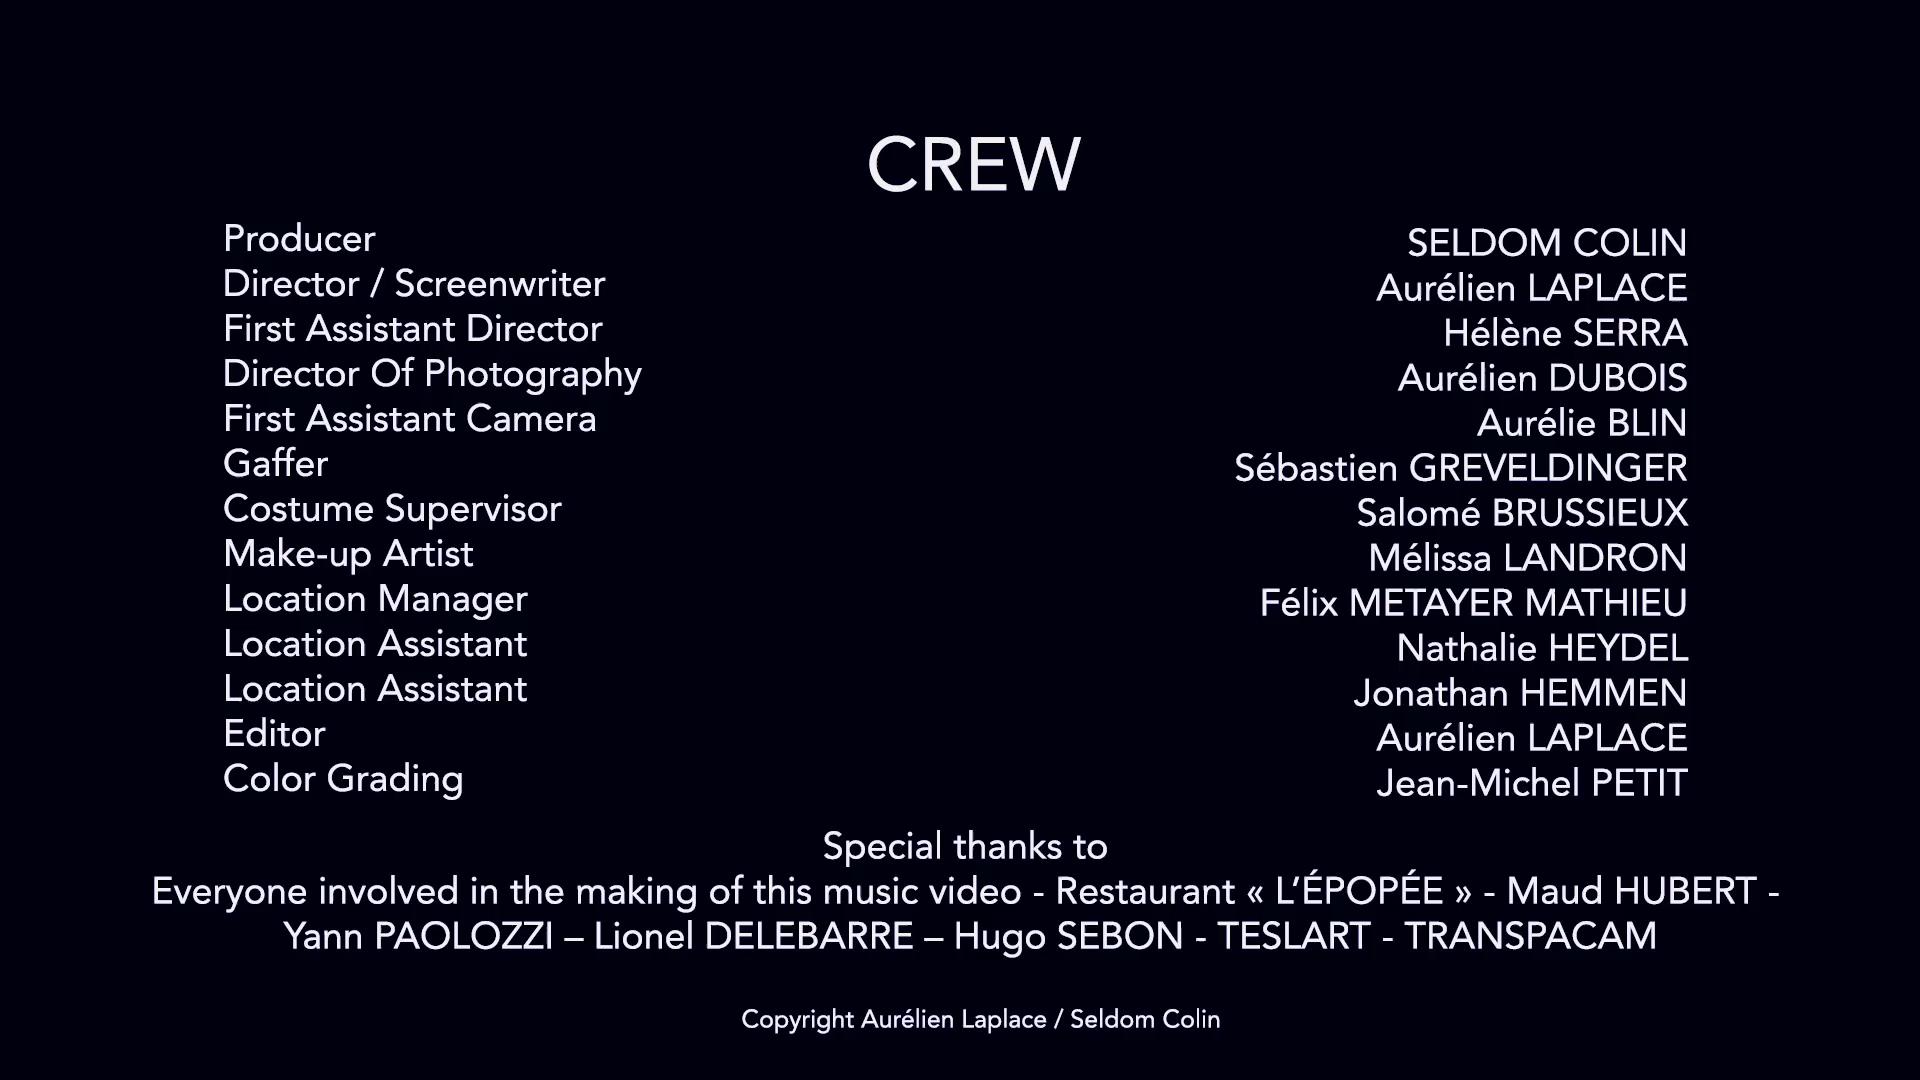 CREW
Producer SELDOM COLIN
Director / Screenwriter Aurélien LAPLACE
First Assistant Director Hélène SERRA
Director Of Photography Aurélien DUBOIS
First Assistant Camera Aurélie BLIN
Gaffer Sébastien GREVELDINGER
Costume Supervisor Salomé BRUSSIEUX
Make-up Artist Mélissa LANDRON
Location Manager Félix METAYER MATHIEU
Location Assistant Nathalie HEYDEL
Location Assistant Jonathan HEMMEN
Editor Aurélien LAPLACE
Color Grading Jean-Michel PETIT
Special thanks to
Everyone involved in the making of this music video - Restaurant « L’ÉPOPÉE » - Maud HUBERT -
Yann PAOLOZZI – Lionel DELEBARRE – Hugo SEBON - TESLART - TRANSPACAM
Copyright Aurélien Laplace / Seldom Colin